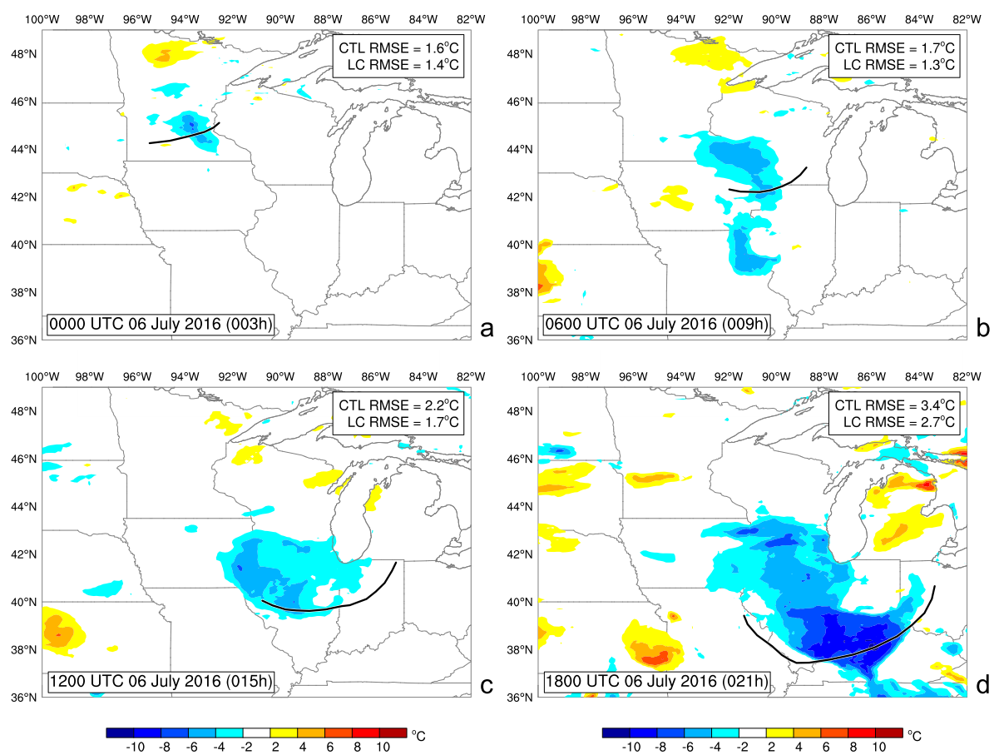 100°W 98°W 96°W 94°W 92°W 90°W 88°W 86°W 84°W 82°W
48°N
46°N
44°N
42°N
40°N
38°N
36°N
CTL RMSE = 1.6°C
LC RMSE = 1.4°C
0000 UTC 06 July 2016 (003h)
a
100°W 98°W 96°W 94°W 92°W 90°W 88°W 86°W 84°W 82°W
48°N
46°N
44°N
42°N
40°N
38°N
36°N
CTL RMSE = 1.7°C
LC RMSE = 1.3°C
0600 UTC 06 July 2016 (009h)
b
100°W 98°W 96°W 94°W 92°W 90°W 88°W 86°W 84°W 82°W
48°N
46°N
44°N
42°N
40°N
38°N
36°N
CTL RMSE = 2.2°C
LC RMSE = 1.7°C
1200 UTC 06 July 2016 (015h)
c
100°W 98°W 96°W 94°W 92°W 90°W 88°W 86°W 84°W 82°W
48°N
46°N
44°N
42°N
40°N
38°N
36°N
CTL RMSE = 3.4°C
LC RMSE = 2.7°C
1800 UTC 06 July 2016 (021h)
d
-10 -8 -6 -4 -2 2 4 6 8 10 °C
-10 -8 -6 -4 -2 2 4 6 8 10 °C